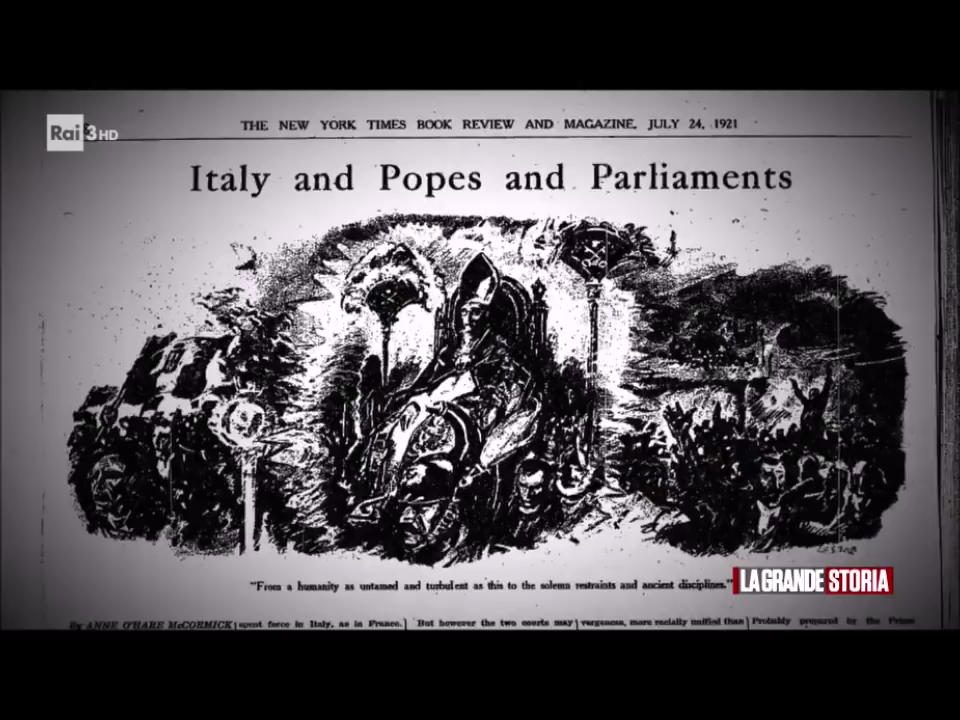 THE NEW YORK TIMES BOOK REVIEW AND MAGAZINE, JULY 24, 1921
Rai 3HD
Italy and Popes and Parliaments
"From a humanity as untamed and turbulent as this to the solemn restraints and ancient disciplines."
LA GRANDE STORIA
By ANNE O'HARE McCORMICK
spent force in Italy, as in France.
But however the two courts may
vergence, more racially unified than
Probably prepared by the Prime